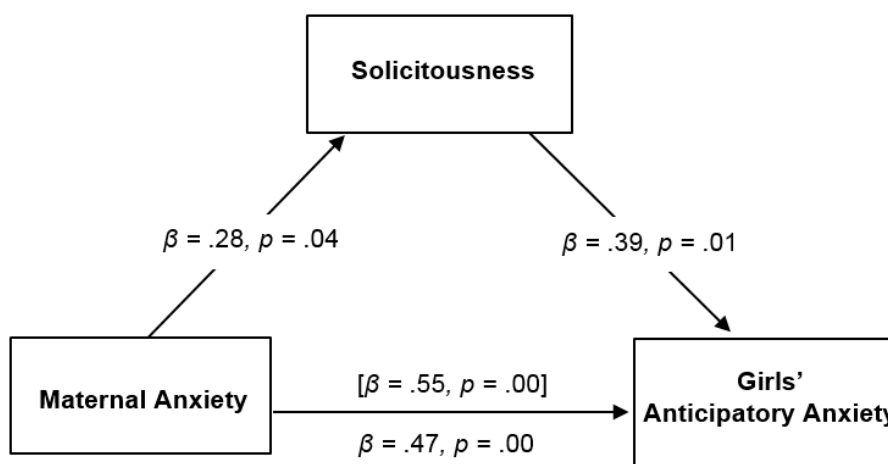 Solicitousness
β = .28, p = .04
β = .39, p = .01
Maternal Anxiety
[β = .55, p = .00]
β = .47, p = .00
Girls’
Anticipatory Anxiety